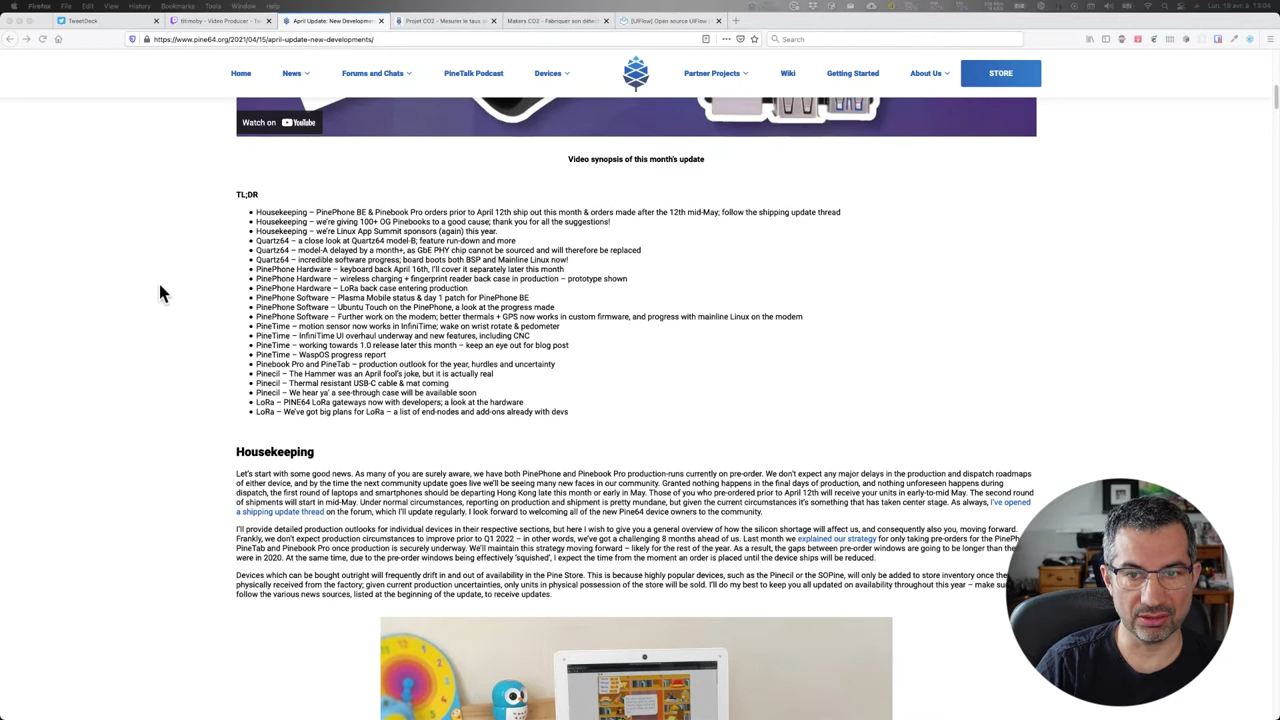 Firefox File Edit View History Bookmarks Tools Window Help
Lun. 19 avr. à 13:04
TweetDeck
titimoby - Video Producer - Tw
April Update: New Developmen
Projet CO2 - Mesurer le taux
Makers CO2 - Fabriquer son détec
[UIFlow] Open source UIFlow
https://www.pine64.org/2021/04/15/april-update-new-developments/
Search
Home
News
Forums and Chats
PineTalk Podcast
Devices
Partner Projects
Wiki
Getting Started
About Us
STORE
Watch on YouTube
Video synopsis of this month's update
TL;DR
Housekeeping – PinePhone BE & Pinebook Pro orders prior to April 12th ship out this month & orders made after the 12th mid-May; follow the shipping update thread
Housekeeping – we're giving 100+ OG Pinebooks to a good cause; thank you for all the suggestions!
Housekeeping – we're Linux App Summit sponsors (again) this year.
Quartz64 – a close look at Quartz64 model-B; feature run-down and more
Quartz64 – model-A delayed by a month+, as GbE PHY chip cannot be sourced and will therefore be replaced
Quartz64 – incredible software progress; board boots both BSP and Mainline Linux now!
PinePhone Hardware – keyboard back April 16th, I'll cover it separately later this month
PinePhone Hardware – wireless charging + fingerprint reader back case in production – prototype shown
PinePhone Hardware – LoRa back case entering production
PinePhone Software – Plasma Mobile status & day 1 patch for PinePhone BE
PinePhone Software – Ubuntu Touch on the PinePhone, a look at the progress made
PinePhone Software – Further work on the modem; better thermals + GPS now works in custom firmware, and progress with mainline Linux on the modem
PineTime – motion sensor now works in InfiniTime; wake on wrist rotate & pedometer
PineTime – InfiniTime UI overhaul underway and new features, including CNC
PineTime – working towards 1.0 release later this month – keep an eye out for blog post
PineTime – WaspOS progress report
Pinebook Pro and PineTab – production outlook for the year, hurdles and uncertainty
Pinecil – The Hammer was an April fool's joke, but it is actually real
Pinecil – Thermal resistant USB-C cable & mat coming
Pinecil – We hear ya' a see-through case will be available soon
LoRa – PINE64 LoRa gateways now with developers; a look at the hardware
LoRa – We've got big plans for LoRa – a list of end-nodes and add-ons already with devs
Housekeeping
Let's start with some good news. As many of you are surely aware, we have both PinePhone and Pinebook Pro production-runs currently on pre-order. We don't expect any major delays in the production and dispatch roadmaps
of either device, and by the time the next community update goes live we'll be seeing many new faces in our community. Granted nothing happens in the final days of production, and nothing unforeseen happens during
dispatch, the first round of laptops and smartphones should be departing Hong Kong late this month or early in May. Those of you who pre-ordered prior to April 12th will receive your units in early-to-mid May. The second round
of shipments will start in mid-May. Under normal circumstances, reporting on production and shipment is pretty mundane, but given the current circumstances it's something that has taken center stage. As always, I've opened
a shipping update thread on the forum, which I'll update regularly. I look forward to welcoming all of the new Pine64 device owners to the community.
I'll provide detailed production outlooks for individual devices in their respective sections, but here I wish to give you a general overview of how the silicon shortage will affect us, and consequently also you, moving forward.
Frankly, we don't expect production circumstances to improve prior to Q1 2022 – in other words, we've got a challenging 8 months ahead of us. Last month we explained our strategy for only taking pre-orders for the PinePh
PineTab and Pinebook Pro once production is securely underway. We'll maintain this strategy moving forward – likely for the rest of the year. As a result, the gaps between pre-order windows are going to be longer than the
were in 2020. At the same time, due to the pre-order windows being effectively 'squished', I expect the time from the moment an order is placed until the device ships will be reduced.
Devices which can be bought outright will frequently drift in and out of availability in the Pine Store. This is because highly popular devices, such as the Pinecil or the SOPine, will only be added to store inventory once the
physically received from the factory; given current production uncertainties, only units in physical possession of the store will be sold. I'll do my best to keep you all updated on availability throughout this year – make su
follow the various news sources, listed at the beginning of the update, to receive updates.